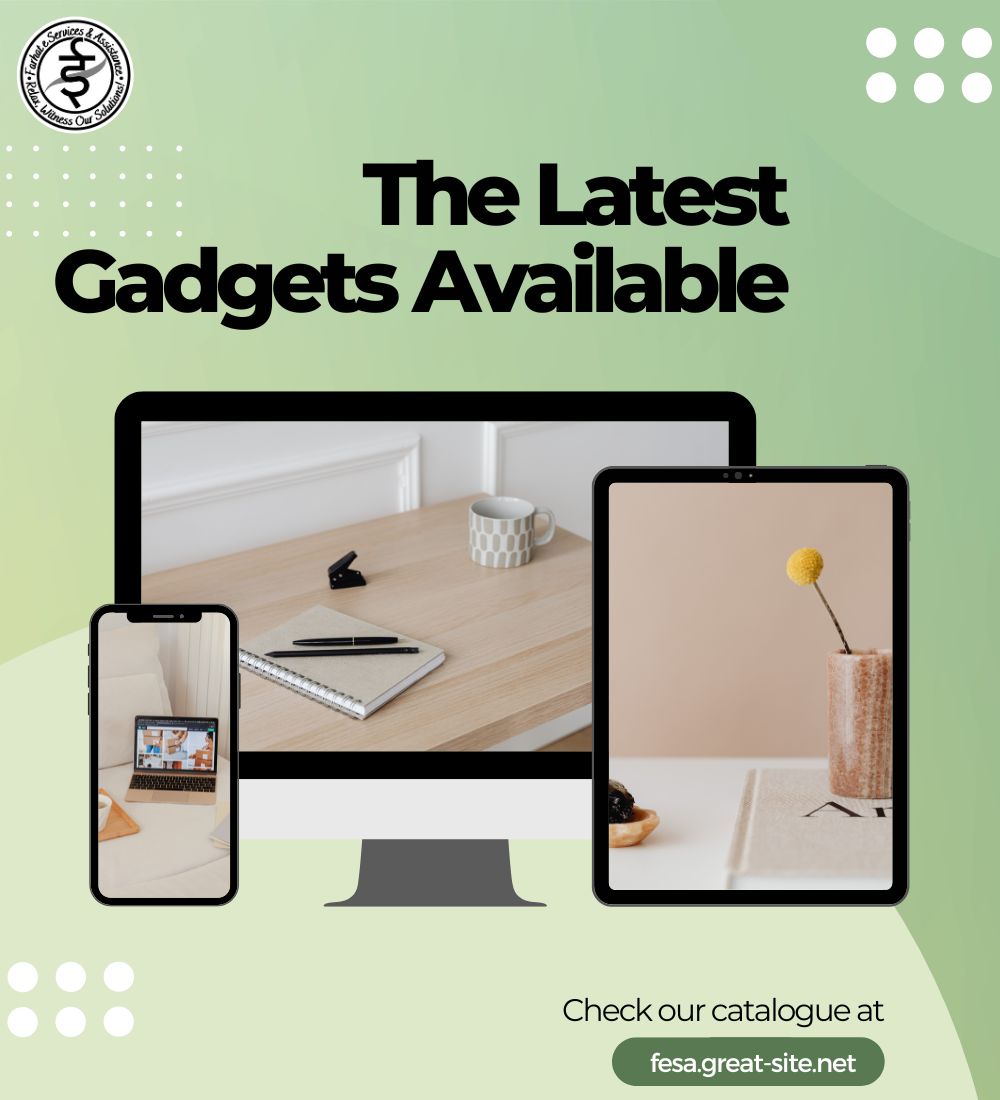 Farhat e Services & Assistance
ई
Relax, Witness Our Solutions!
The Latest
Gadgets Available
Check our catalogue at
fesa.great-site.net